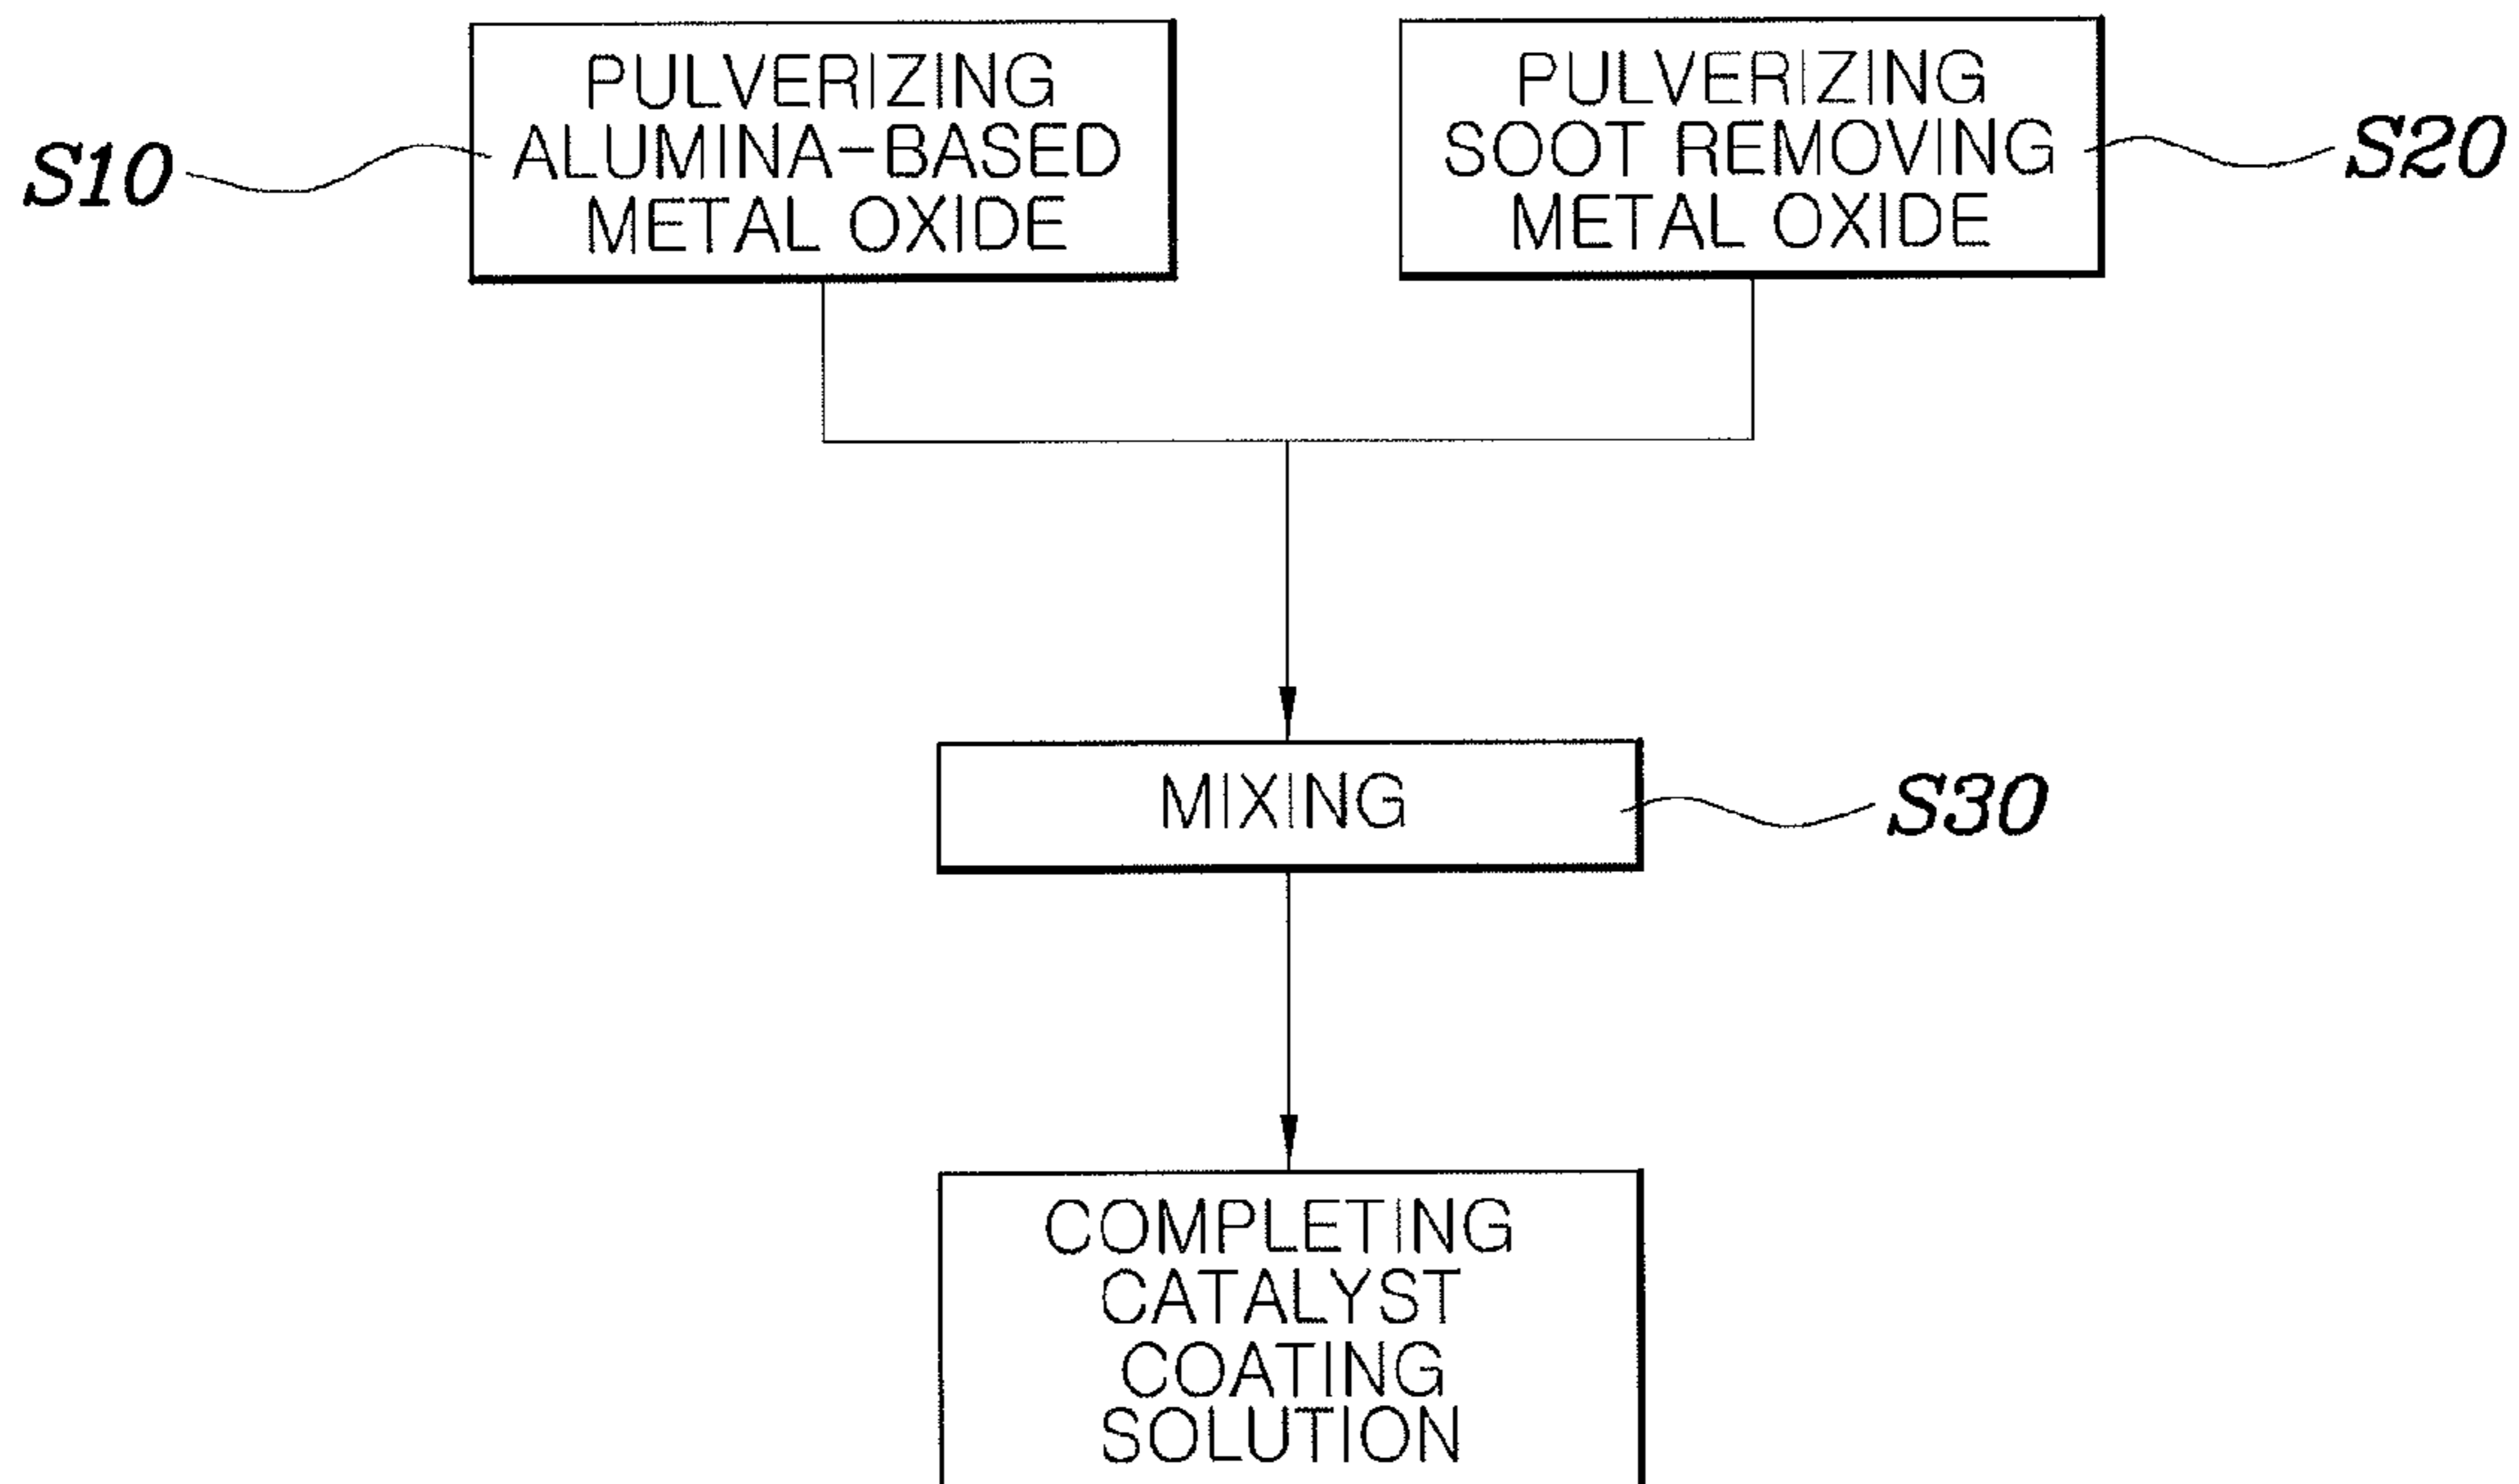 PULVERIZING
ALUMINA-BASED
METAL OXIDE
S10
PULVERIZING
SOOT REMOVING
METAL OXIDE
S20
MIXING
S30
COMPLETING
CATALYST
COATING
SOLUTION